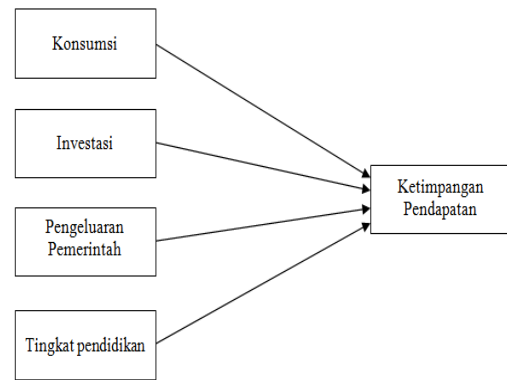 Konsumsi
Investasi
Pengeluaran
Pemerintah
Tingkat pendidikan
Ketimpangan
Pendapatan